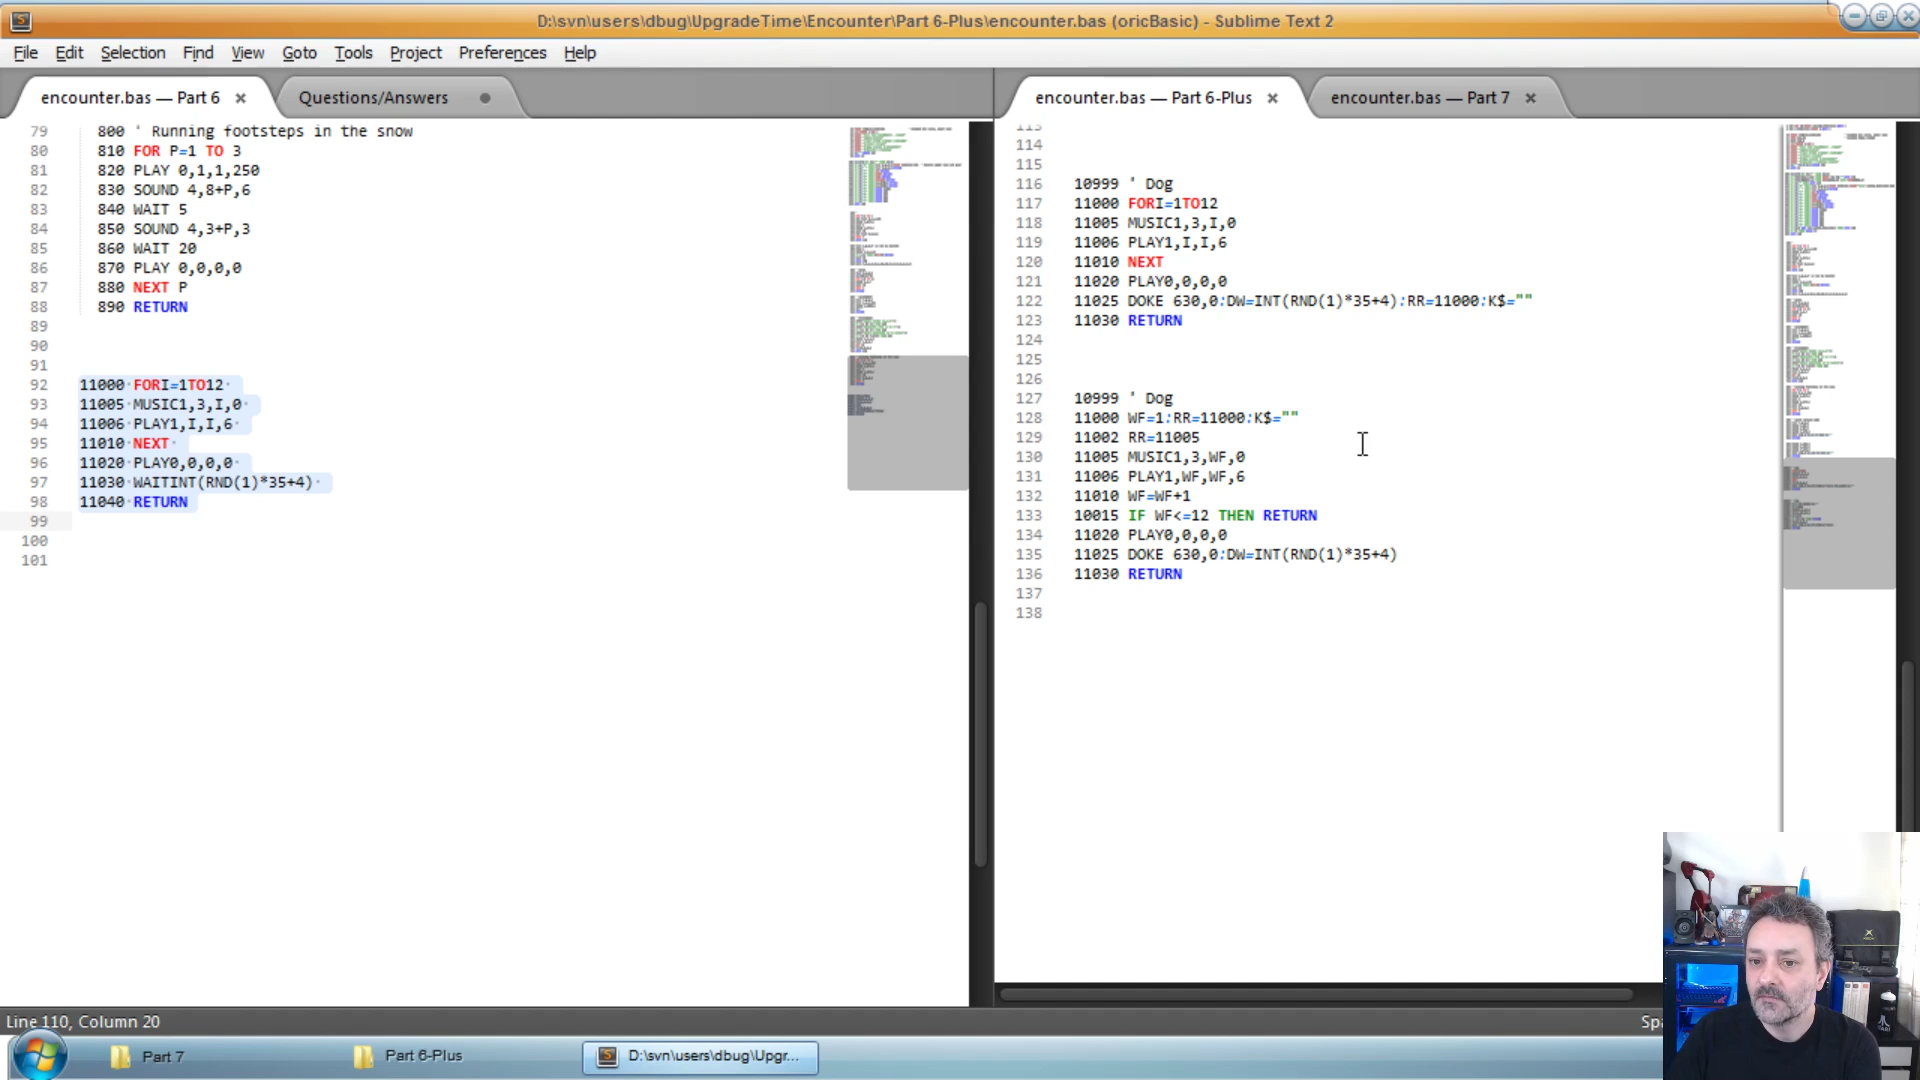 D:\svn\users\dbug\UpgradeTime\Encounter\Part 6-Plus\encounter.bas (oricBasic) - Sublime Text 2
File Edit Selection Find View Goto Tools Project Preferences Help
encounter.bas — Part 6
Questions/Answers
79 800 ' Running footsteps in the snow
80 810 FOR P=1 TO 3
81 820 PLAY 0,1,1,250
82 830 SOUND 4,8+P,6
83 840 WAIT 5
84 850 SOUND 4,3+P,3
85 860 WAIT 20
86 870 PLAY 0,0,0,0
87 880 NEXT P
88 890 RETURN
89
90
91
92 11000 FORI=1TO12
93 11005 MUSIC1,3,I,0
94 11006 PLAY1,I,I,6
95 11010 NEXT
96 11020 PLAY0,0,0,0
97 11030 WAITINT(RND(1)*35+4)
98 11040 RETURN
99
100
101
encounter.bas — Part 6-Plus
encounter.bas — Part 7
113
114
115
116 10999 ' Dog
117 11000 FORI=1TO12
118 11005 MUSIC1,3,I,0
119 11006 PLAY1,I,I,6
120 11010 NEXT
121 11020 PLAY0,0,0,0
122 11025 DOKE 630,0:DW=INT(RND(1)*35+4):RR=11000:K$=""
123 11030 RETURN
124
125
126
127 10999 ' Dog
128 11000 WF=1:RR=11000:K$=""
129 11002 RR=11005
130 11005 MUSIC1,3,WF,0
131 11006 PLAY1,WF,WF,6
132 11010 WF=WF+1
133 10015 IF WF<=12 THEN RETURN
134 11020 PLAY0,0,0,0
135 11025 DOKE 630,0:DW=INT(RND(1)*35+4)
136 11030 RETURN
137
138
Line 110, Column 20
Part 7
Part 6-Plus
D:\svn\users\dbug\Upgr...